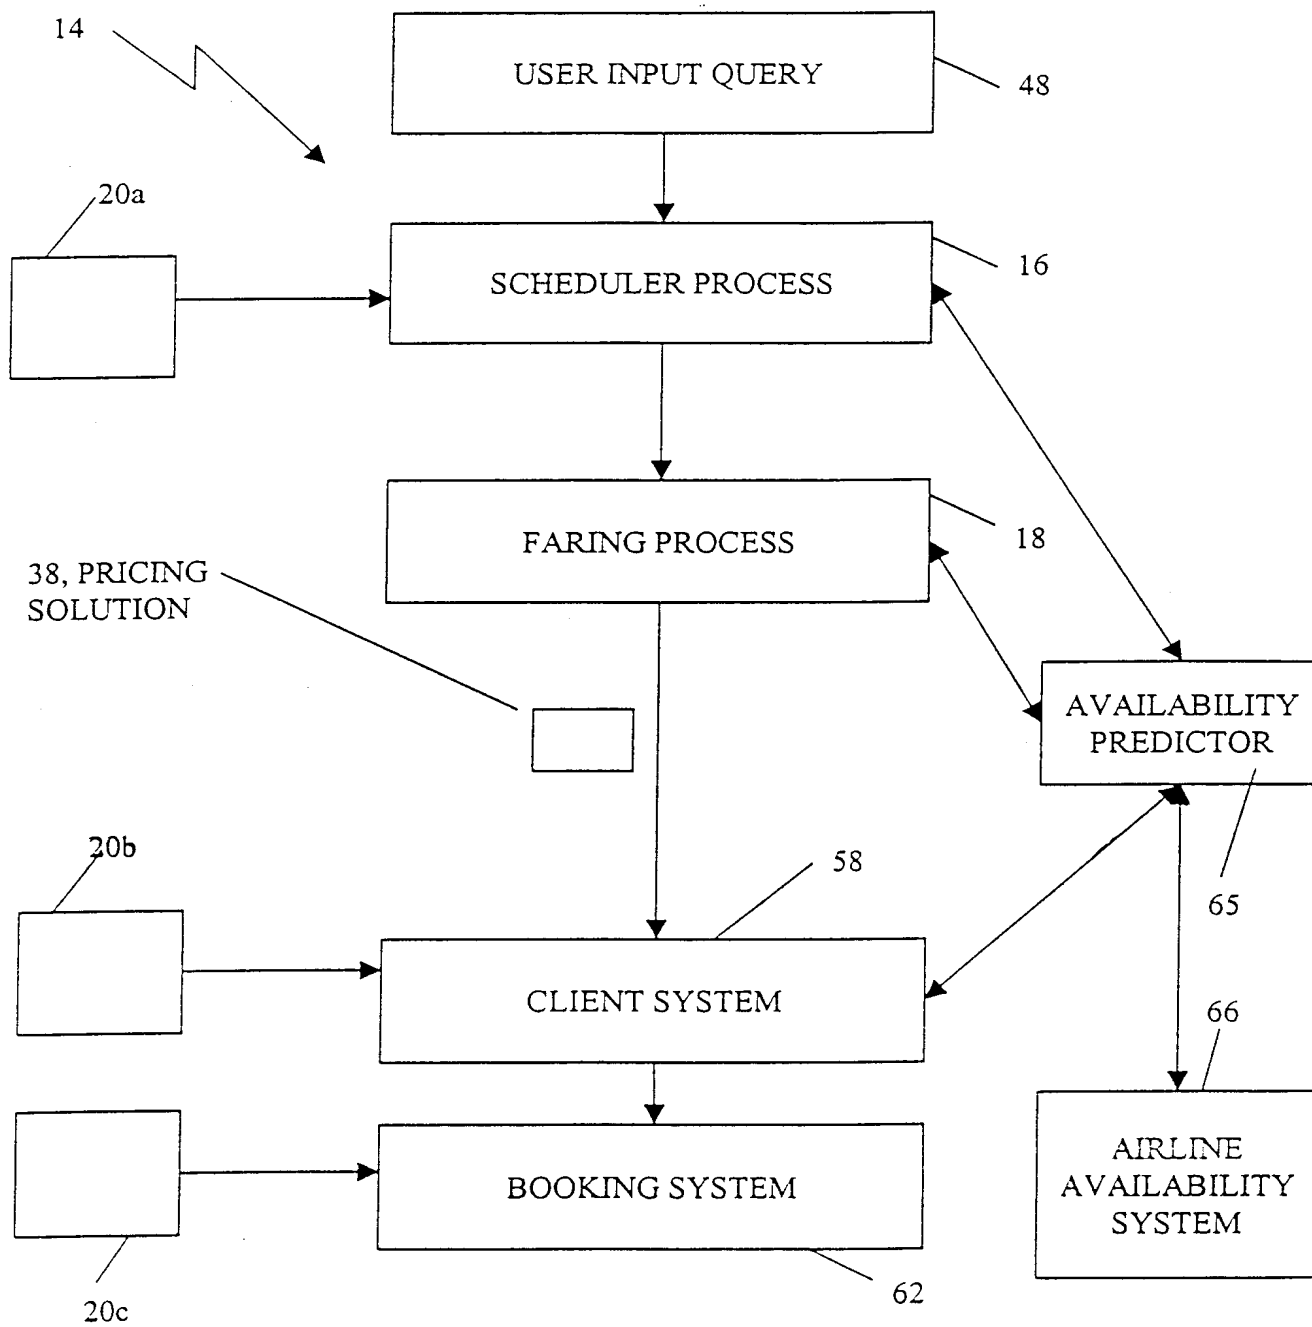 14
USER INPUT QUERY
48
20a
SCHEDULER PROCESS
16
FARING PROCESS
18
38, PRICING
SOLUTION
AVAILABILITY
PREDICTOR
20b
58
65
CLIENT SYSTEM
66
BOOKING SYSTEM
AIRLINE
AVAILABILITY
SYSTEM
20c
62